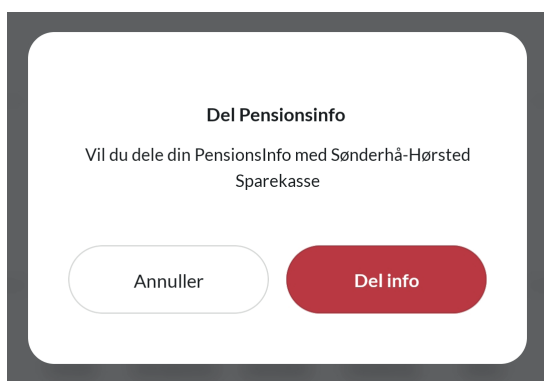 Del Pensionsinfo
Vil du dele din PensionsInfo med Sønderhå-Hørsted
Sparekasse
Annuller
Del info